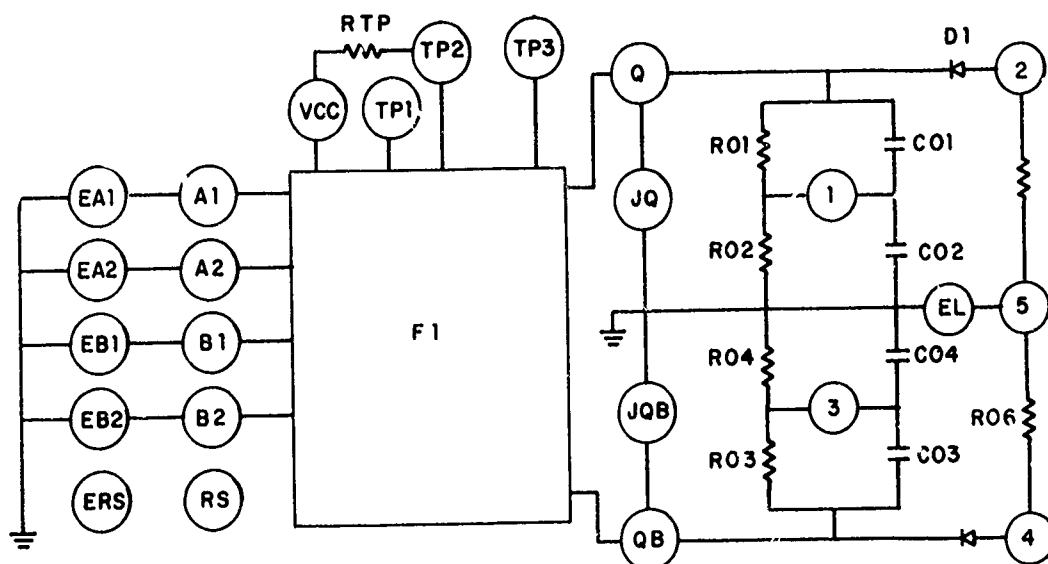 RTP
D1
TP2
TP3
Q
2
VCC
TP1
R01
C01
EA1
A1
JQ
1
R02
C02
EA2
A2
EL
5
F1
EB1
B1
R04
C04
JQB
3
R06
EB2
B2
R03
C03
ERS
RS
QB
4